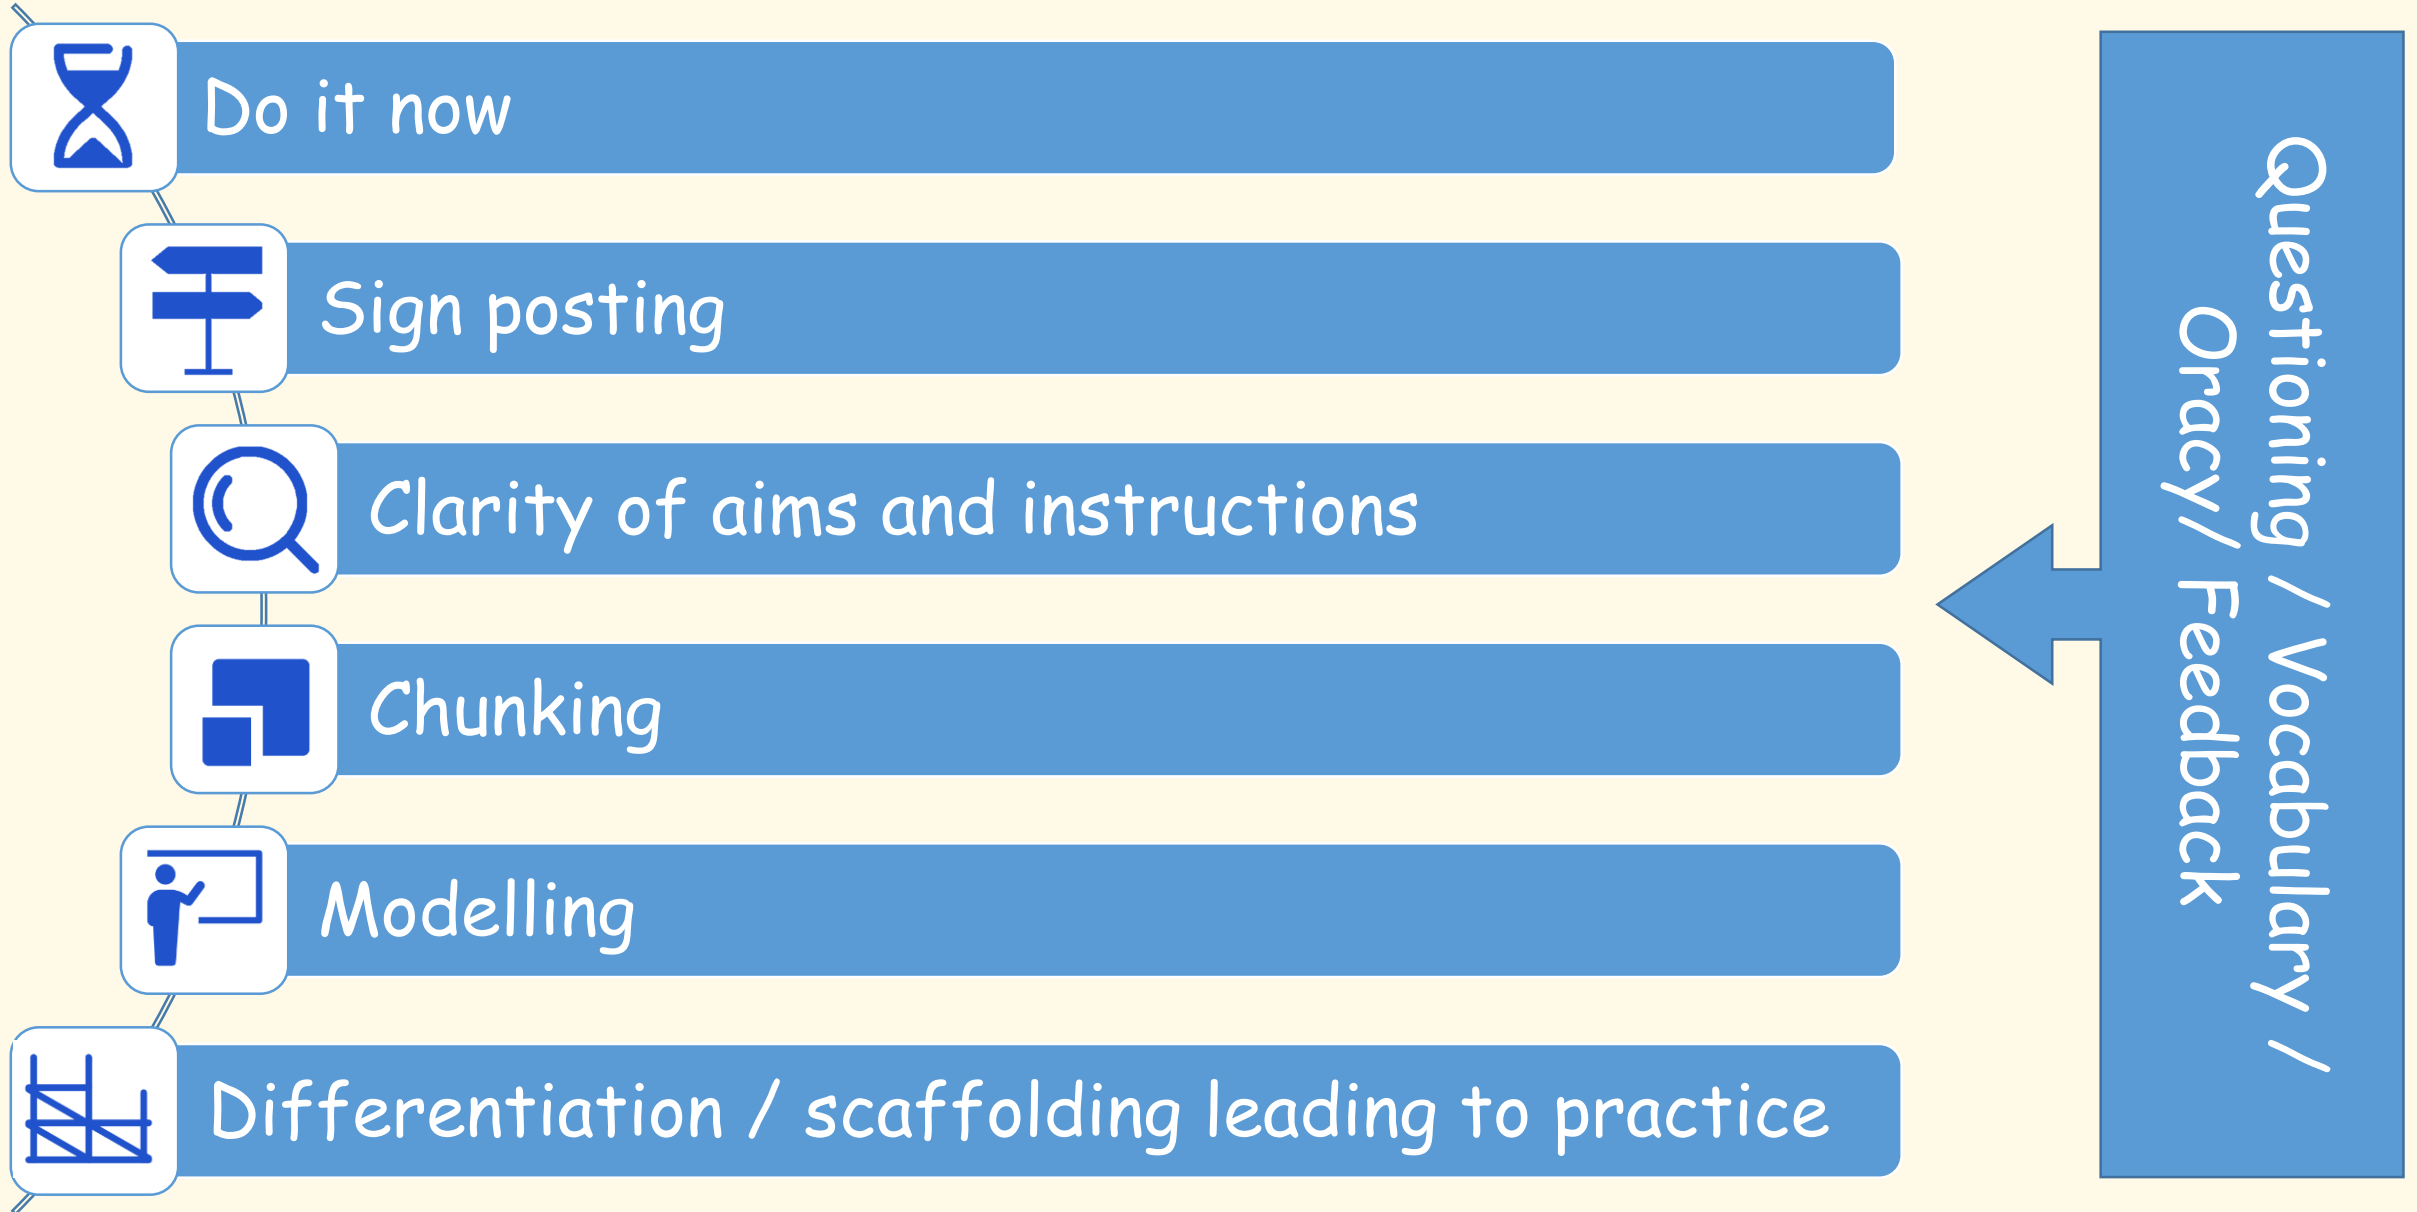 Do it now
Sign posting
Clarity of aims and instructions
Chunking
Modelling
Differentiation / scaffolding leading to practice
Questioning / Vocabulary /
Oracy/ Feedback